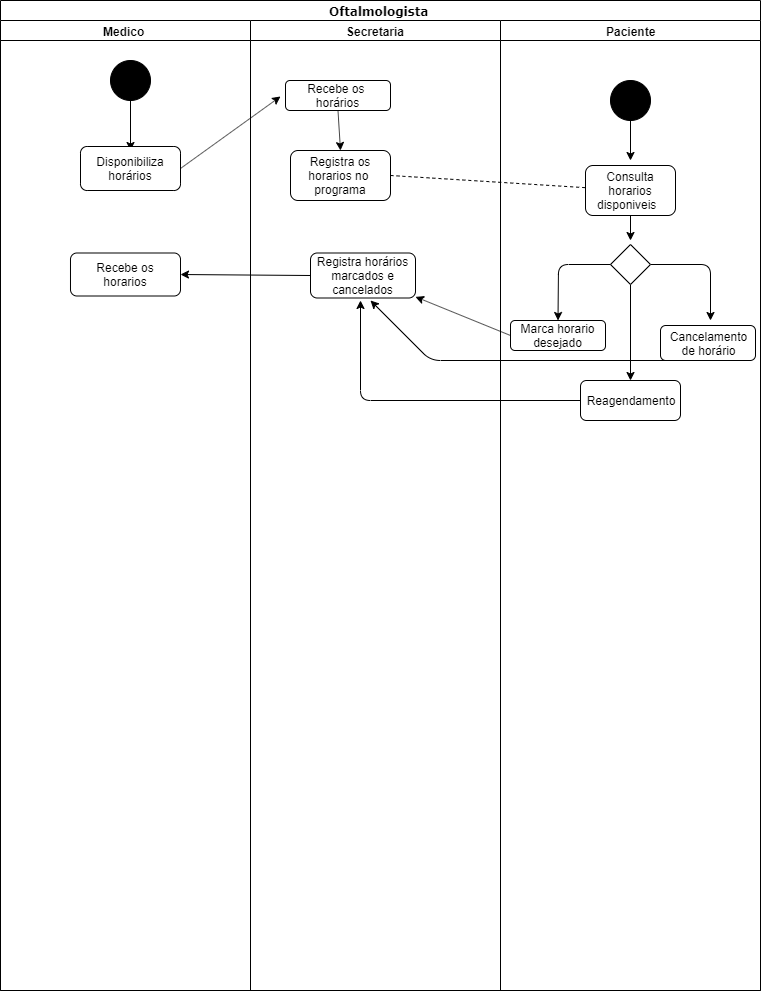 Oftalmologista
Medico
Secretaria
Paciente
Disponibiliza
horários
Recebe os
horários
Registra os
horarios no
programa
Consulta
horarios
disponiveis
Recebe os
horarios
Registra horários
marcados e
cancelados
Marca horario
desejado
Cancelamento
de horário
Reagendamento